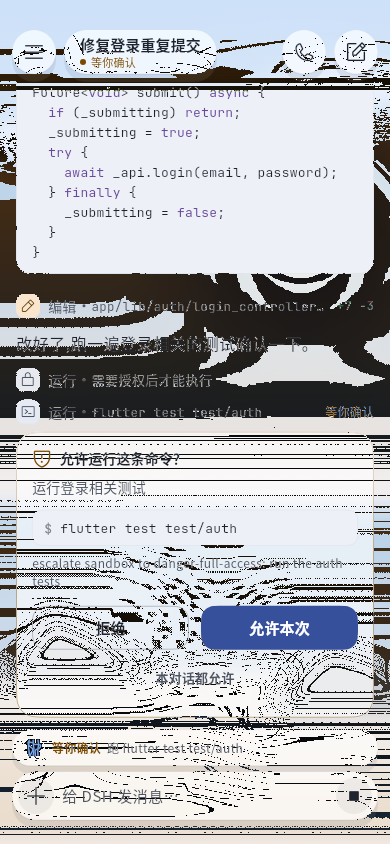 修复登录重复提交
等你确认
Future<void> submit() async {
if (_submitting) return;
_submitting = true;
try {
await _api.login(email, password);
} finally {
_submitting = false;
}
}
编辑 · app/lib/auth/login_controller… +7 -3
改好了,跑一遍登录相关的测试确认一下。
运行 · 需要授权后才能执行
运行 · flutter test test/auth 等你确认
允许运行这条命令?
运行登录相关测试
$ flutter test test/auth
escalate sandbox to danger-full-access: run the auth
tests
拒绝
允许本次
本对话都允许
等你确认 跑 flutter test test/auth
给 DSH 发消息